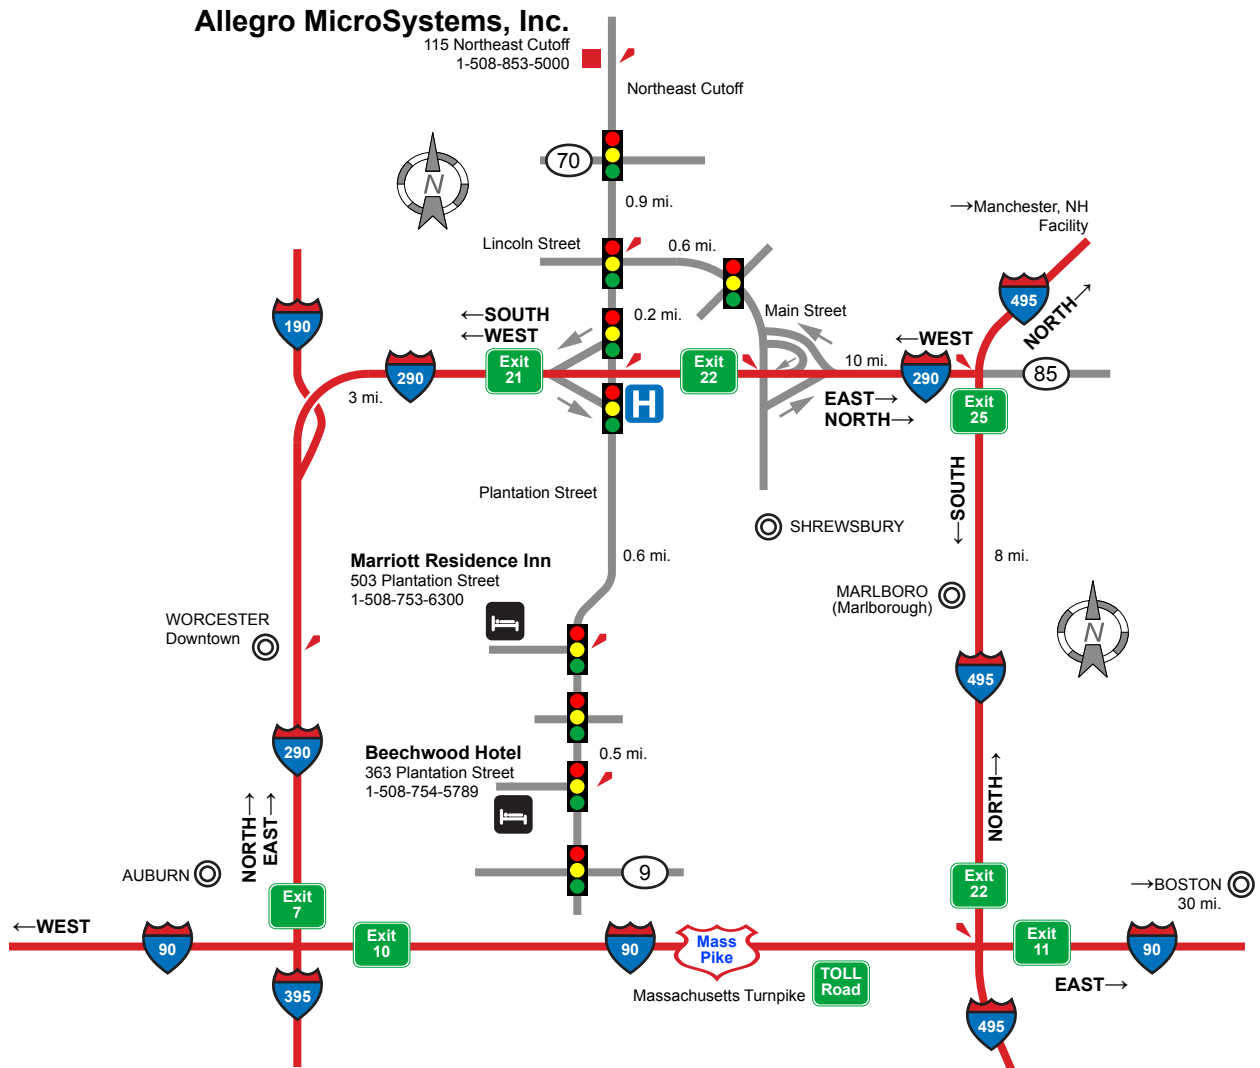 Allegro MicroSystems, Inc.
115 Northeast Cutoff
1-508-853-5000
Northeast Cutoff
70
N
0.9 mi.
→Manchester, NH
Facility
Lincoln Street
0.6 mi.
190
←SOUTH
←WEST
0.2 mi.
Main Street
←WEST
495
NORTH→
Exit
21
290
3 mi.
Exit
22
10 mi.
290
85
H
EAST→
NORTH→
Exit
25
←SOUTH
Plantation Street
SHREWSBURY
0.6 mi.
8 mi.
Marriott Residence Inn
503 Plantation Street
1-508-753-6300
MARLBORO
(Marlborough)
WORCESTER
Downtown
N
495
290
Beechwood Hotel
363 Plantation Street
1-508-754-5789
0.5 mi.
NORTH→
EAST→
NORTH→
AUBURN
9
Exit
7
Exit
22
→BOSTON
30 mi.
←WEST
90
Exit
10
90
Mass
Pike
Exit
11
90
395
Massachusetts Turnpike
TOLL
Road
EAST→
495